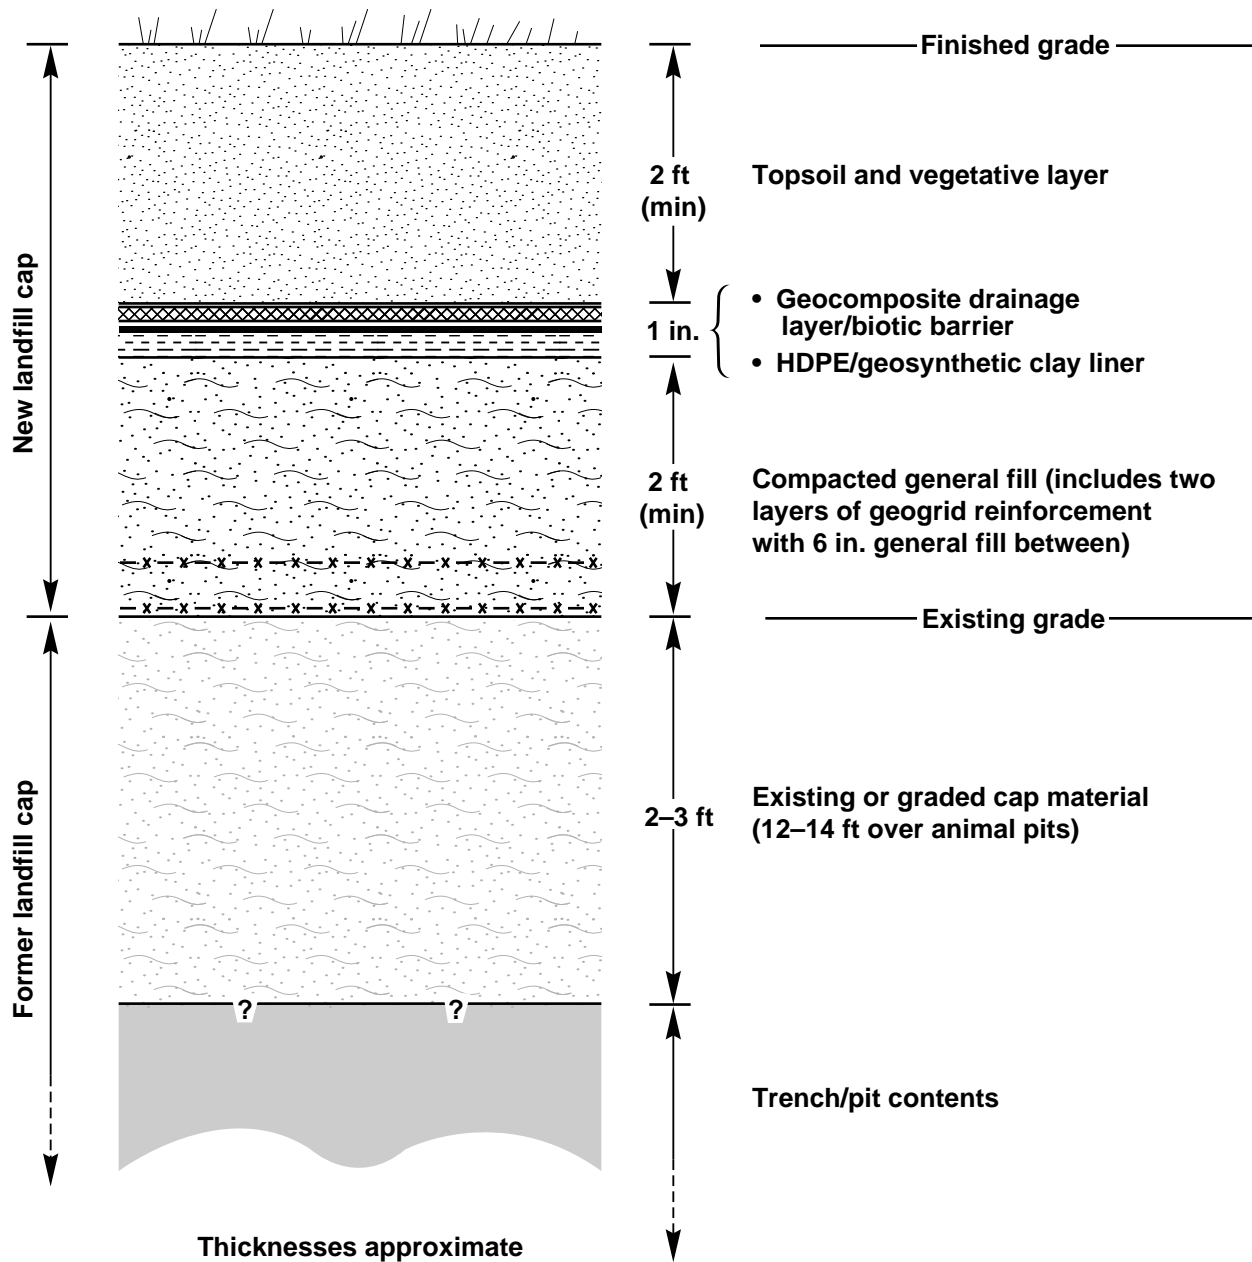 Finished grade
2 ft
(min)
Topsoil and vegetative layer
New landfill cap
1 in.
• Geocomposite drainage
layer/biotic barrier
• HDPE/geosynthetic clay liner
2 ft
(min)
Compacted general fill (includes two
layers of geogrid reinforcement
with 6 in. general fill between)
Existing grade
Former landfill cap
2–3 ft
Existing or graded cap material
(12–14 ft over animal pits)
? ?
Trench/pit contents
Thicknesses approximate